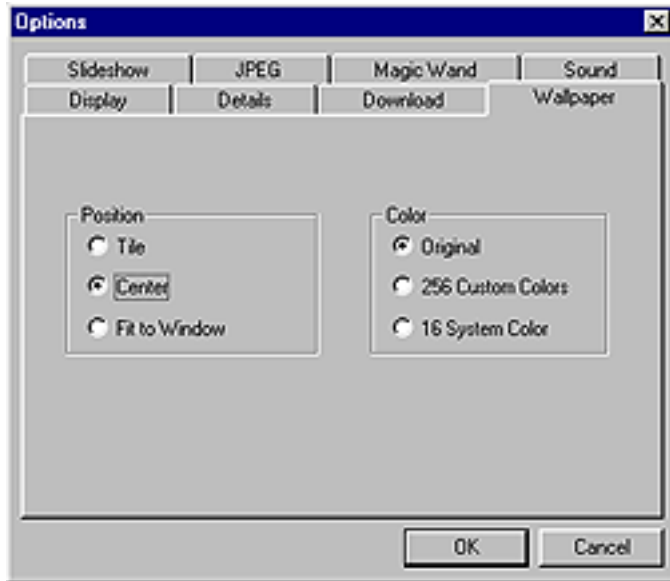 Options
Slideshow JPEG Magic Wand Sound
Display Details Download Wallpaper
Position Color
Tile Original
Center 256 Custom Colors
Fit to Window 16 System Color
OK Cancel